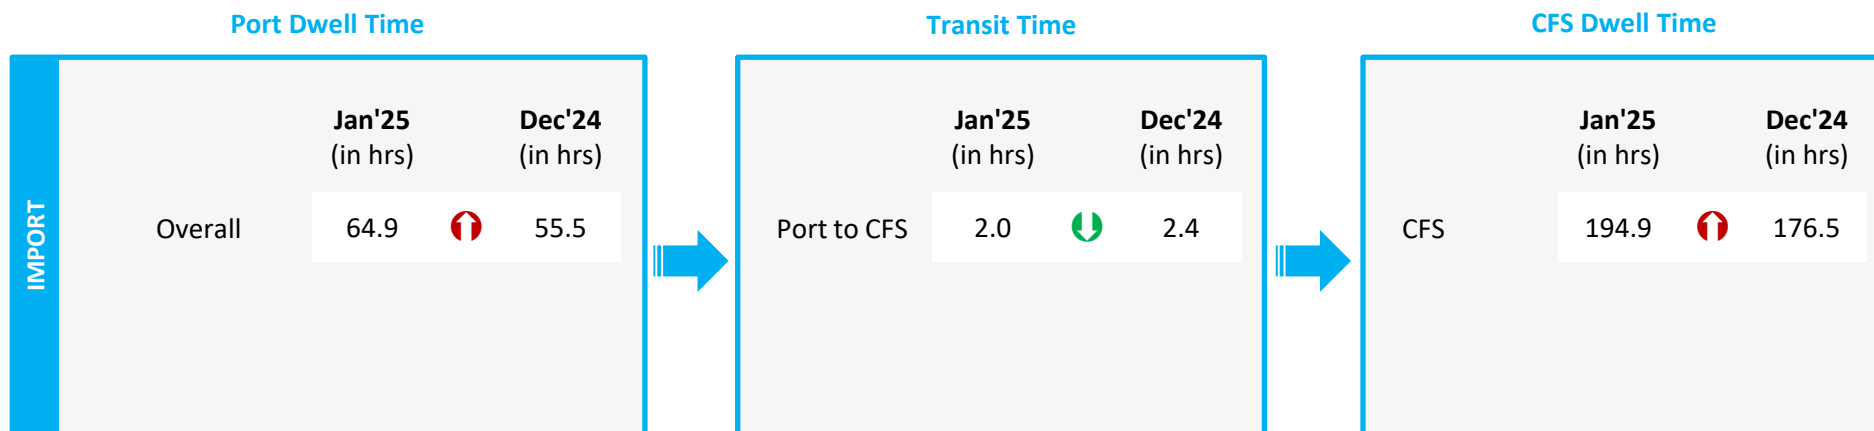 Port Dwell Time
Transit Time
CFS Dwell Time
IMPORT
Jan'25 Dec'24
(in hrs) (in hrs)
Overall 64.9 55.5
Jan'25 Dec'24
(in hrs) (in hrs)
Port to CFS 2.0 2.4
Jan'25 Dec'24
(in hrs) (in hrs)
CFS 194.9 176.5